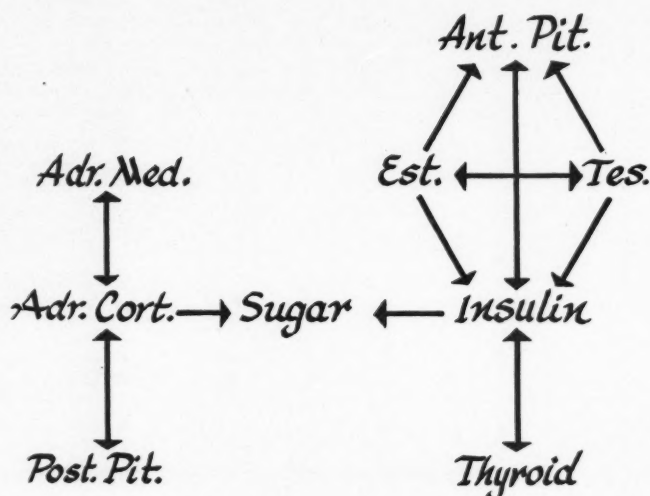 Ant. Pit.
Adr. Med.
Est.
Tes.
Adr. Cort.
Sugar
Insulin
Post. Pit.
Thyroid